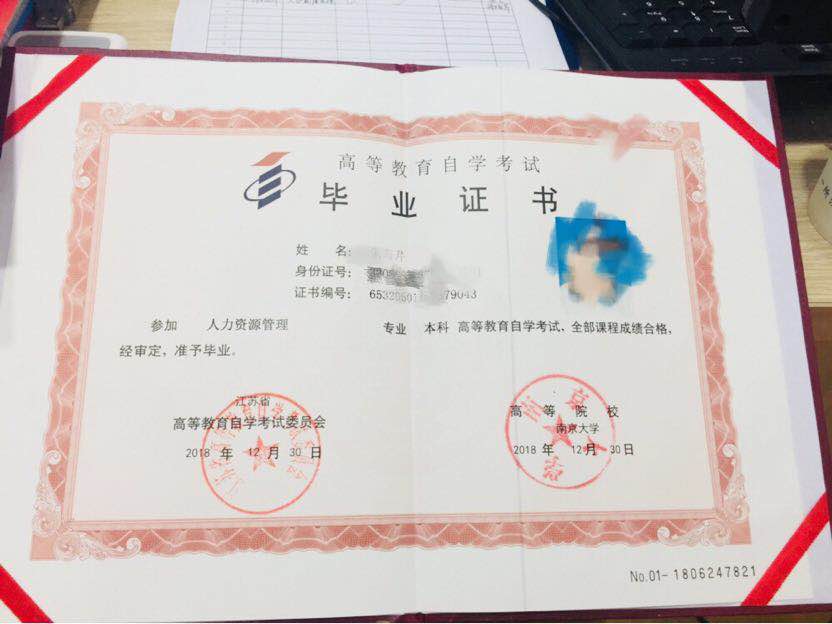 高等教育自学考试
毕业证书
姓 名:
身份证号:
证书编号:
参加 人力资源管理 专业 本科 高等教育自学考试、全部课程成绩合格、
经审定，准予毕业。
江苏省
高等教育自学考试委员会
2018 年 12 月 30 日
高 等 院 校
南京大学
2018 年 12 月 30 日
No.01-1806247821